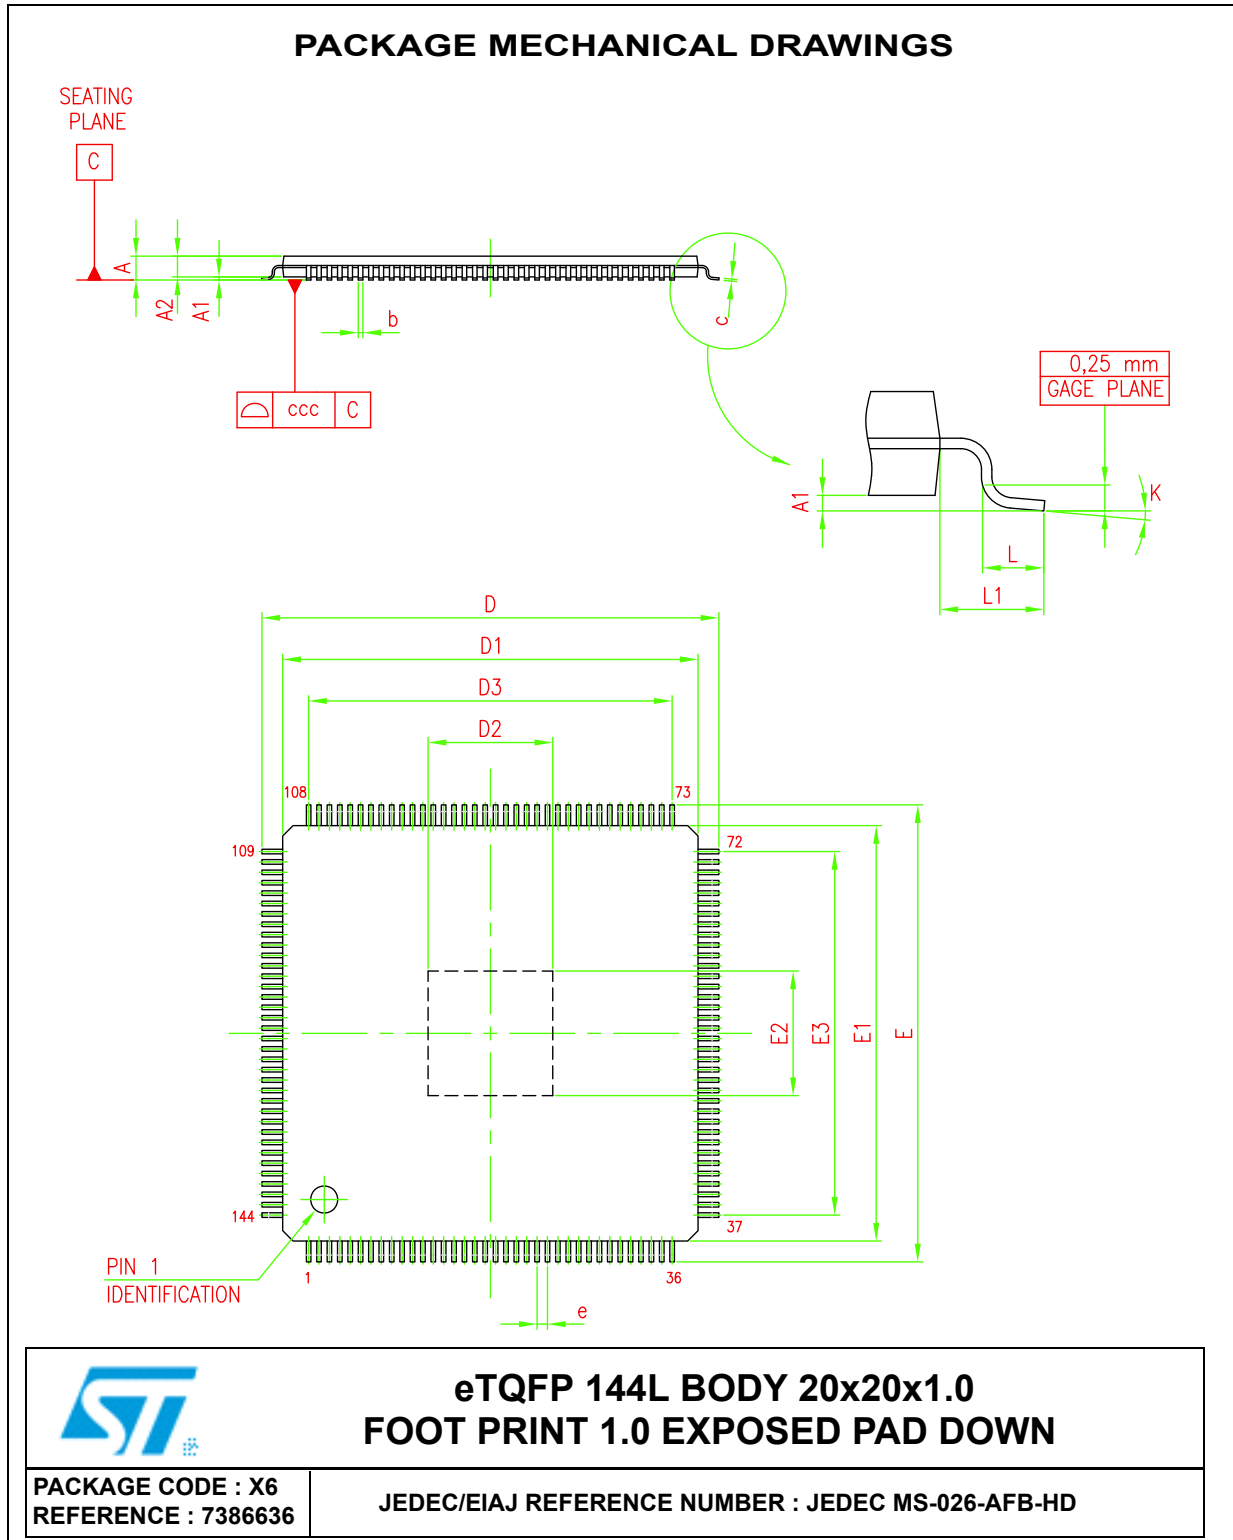 PACKAGE MECHANICAL DRAWINGS
SEATING
PLANE
C
A
A2
A1
b
c
ccc C
0,25 mm
GAGE PLANE
A1
K
L
L1
D
D1
D3
D2
108
73
109
72
E2
E3
E1
E
144
37
PIN 1
IDENTIFICATION
1
36
e
ST
eTQFP 144L BODY 20x20x1.0
FOOT PRINT 1.0 EXPOSED PAD DOWN
PACKAGE CODE : X6
REFERENCE : 7386636
JEDEC/EIAJ REFERENCE NUMBER : JEDEC MS-026-AFB-HD